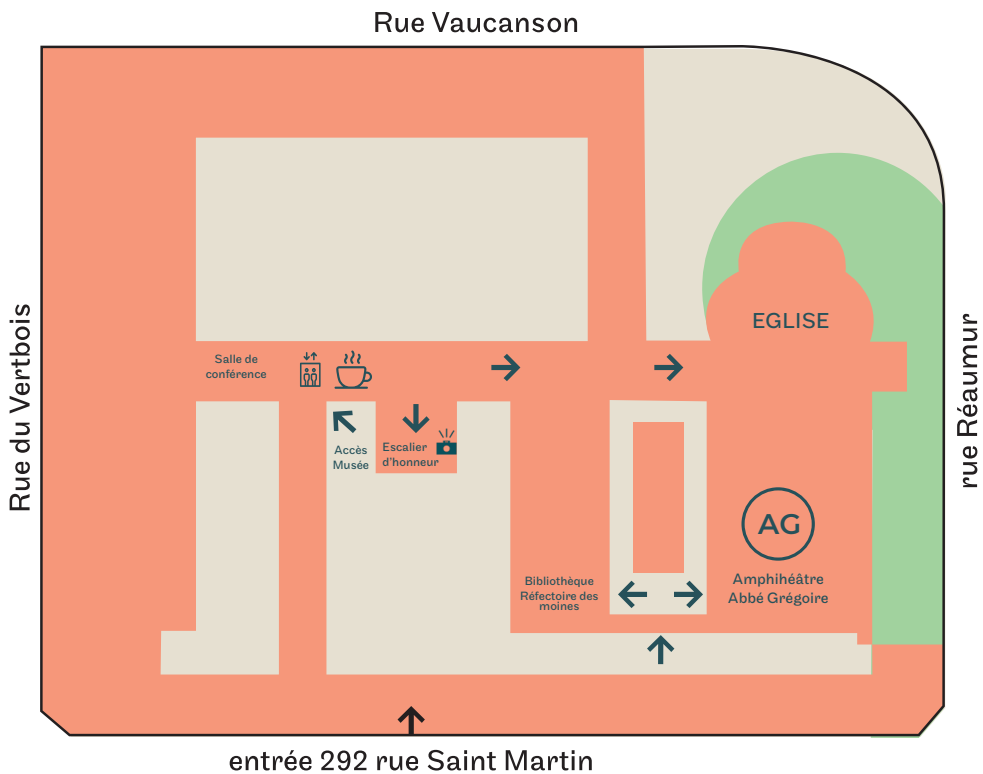 Rue Vaucanson
Rue du Vertbois
rue Réaumur
EGLISE
Salle de
conférence
Accès
Musée
Escalier
d'honneur
AG
Amphihéâtre
Abbé Grégoire
Bibliothèque
Réfectoire des
moines
entrée 292 rue Saint Martin